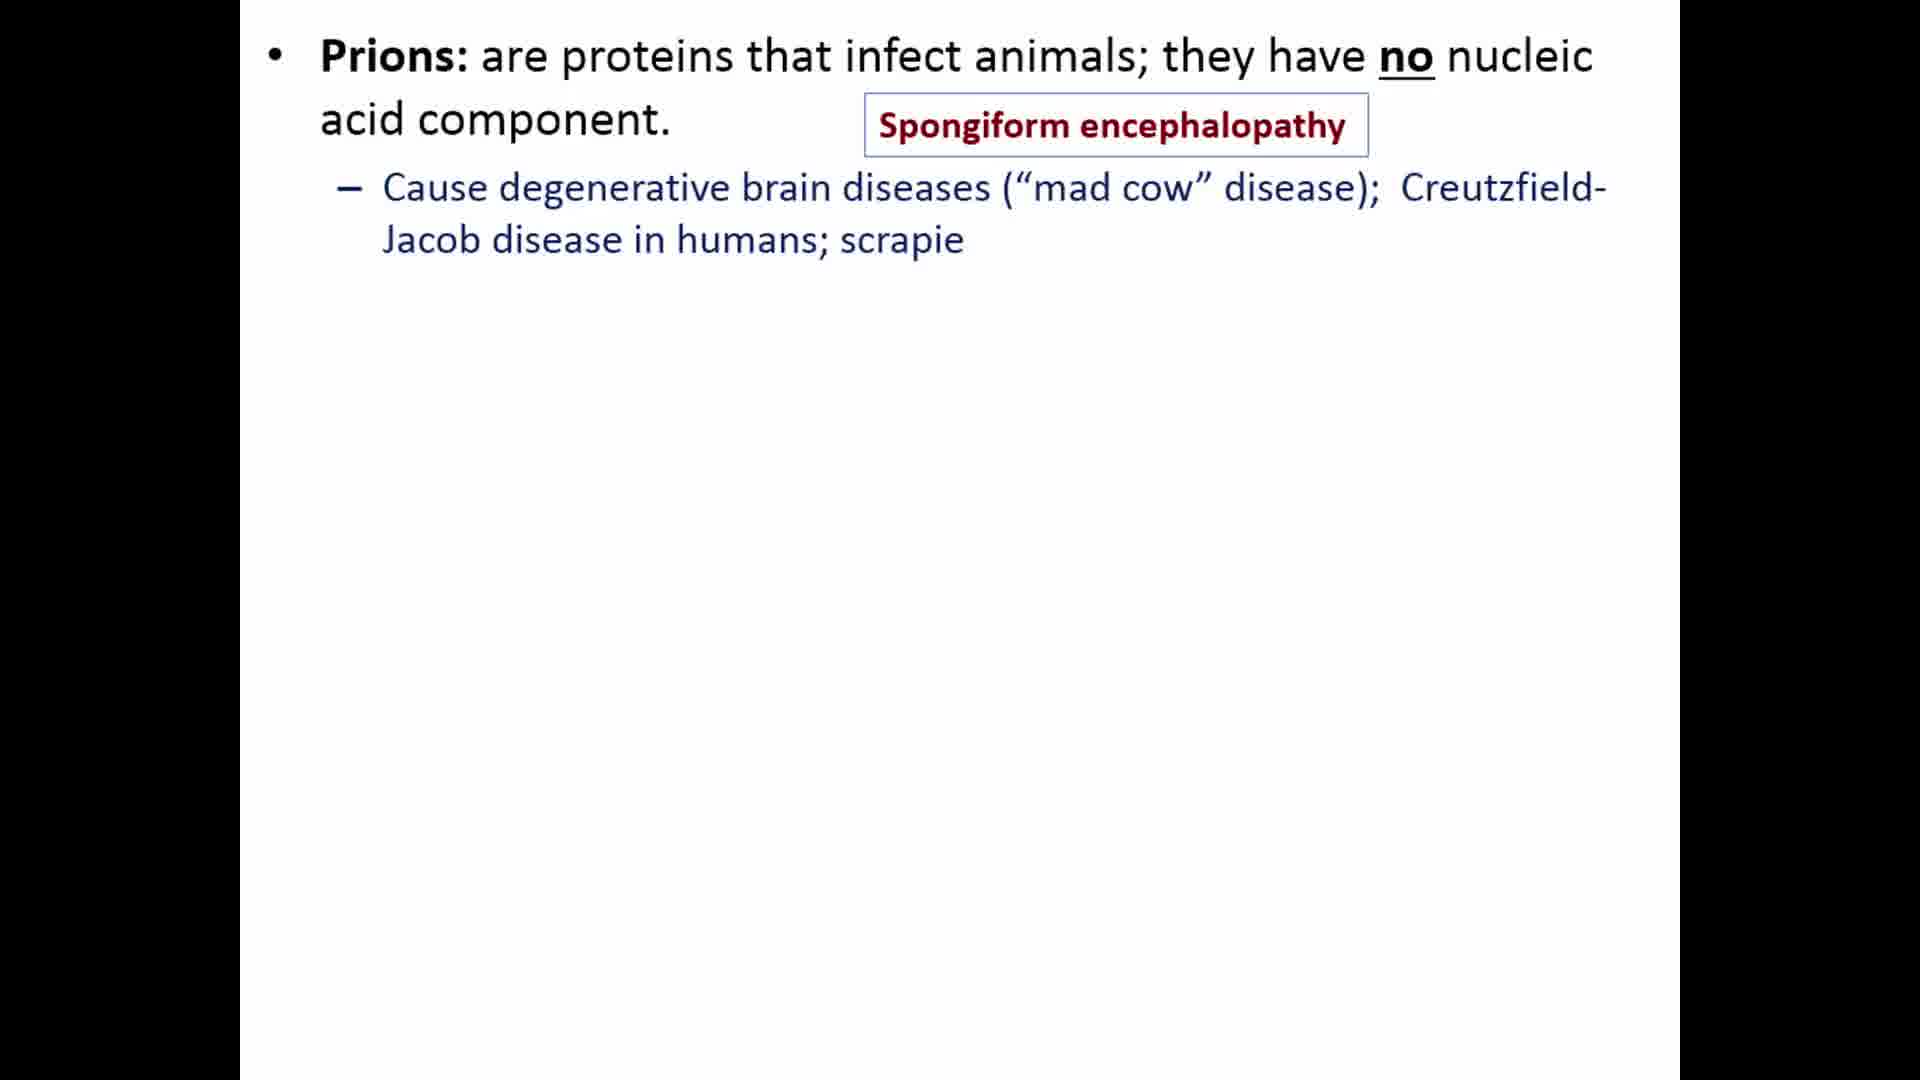 • Prions: are proteins that infect animals; they have no nucleic
acid component.
Spongiform encephalopathy
– Cause degenerative brain diseases (“mad cow” disease); Creutzfield-
Jacob disease in humans; scrapie